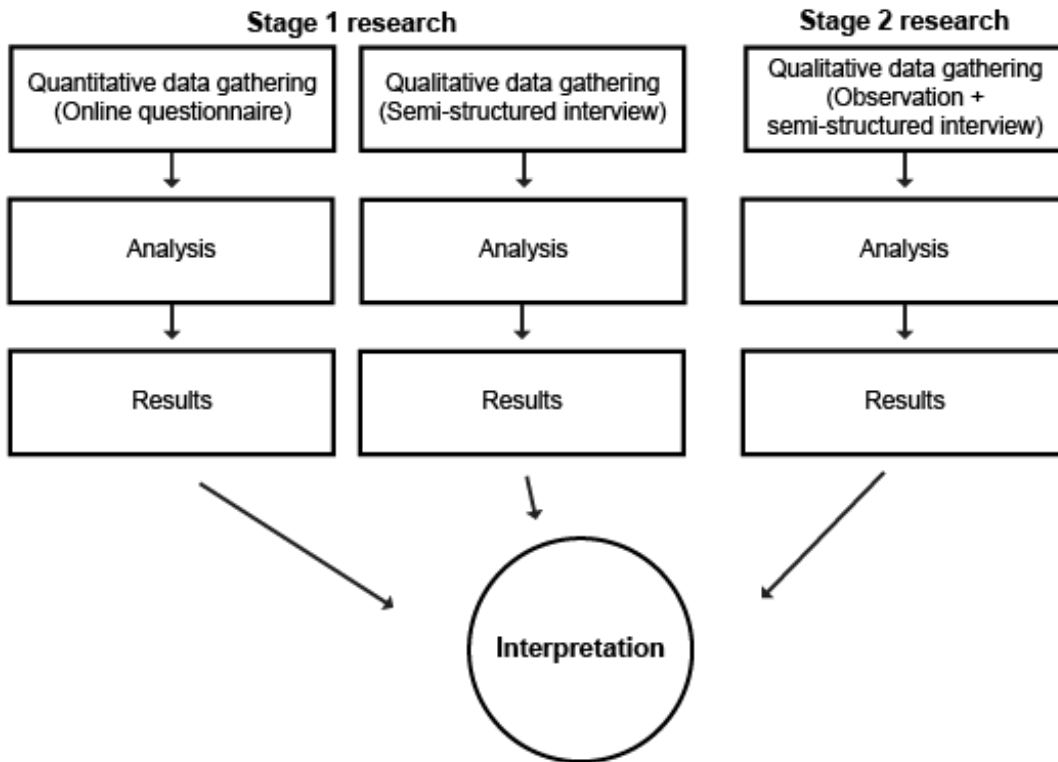 Stage 1 research
Stage 2 research
Quantitative data gathering
(Online questionnaire)
Qualitative data gathering
(Semi-structured interview)
Qualitative data gathering
(Observation +
semi-structured interview)
Analysis
Analysis
Analysis
Results
Results
Results
Interpretation